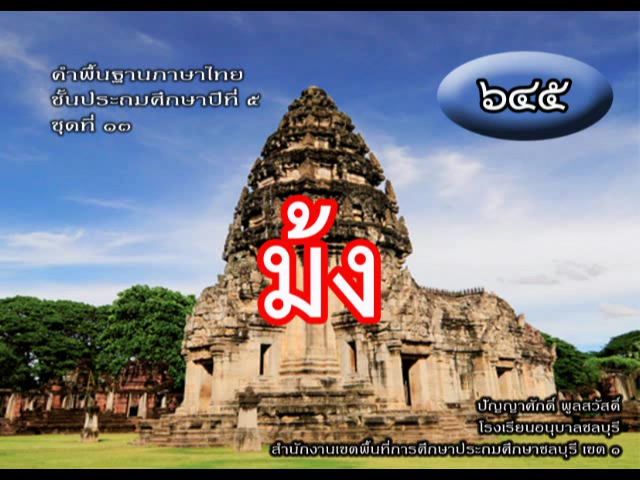 คำพื้นฐานภาษาไทย
ชั้นประถมศึกษาปีที่ ๕
ชุดที่ ๑๓
๖๔๕
ม้ง
ปัญญาศักดิ์ พูลสวัสดิ์
โรงเรียนอนุบาลชลบุรี
สำนักงานเขตพื้นที่การศึกษาประถมศึกษาชลบุรี เขต ๑